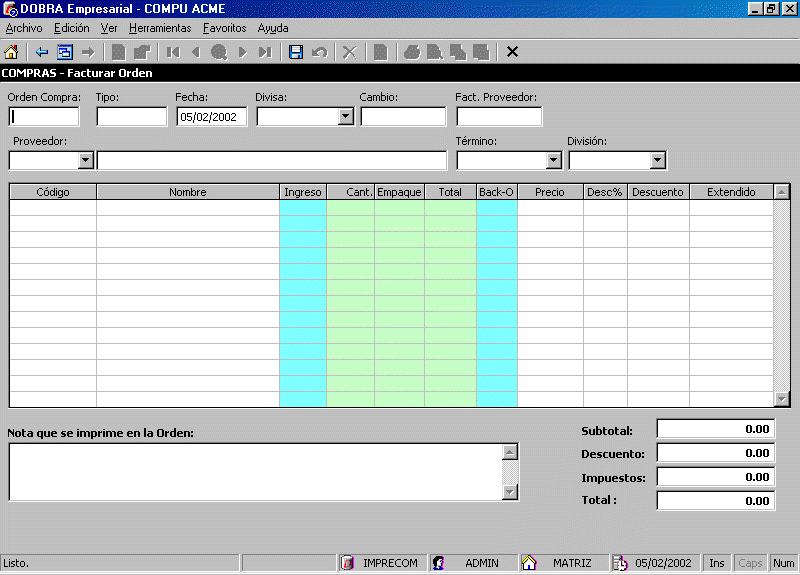 DOBRA Empresarial - COMPU ACME
Archivo Edición Ver Herramientas Favoritos Ayuda
COMPRAS - Facturar Orden
Orden Compra: Tipo: Fecha: Divisa: Cambio: Fact. Proveedor:
05/02/2002
Proveedor: Término: División:
Código Nombre Ingreso Cant. Empaque Total Back-O Precio Desc% Descuento Extendido
Nota que se imprime en la Orden:
Subtotal: 0.00
Descuento: 0.00
Impuestos: 0.00
Total : 0.00
Listo. IMPRECOM ADMIN MATRIZ 05/02/2002 Ins Caps Num